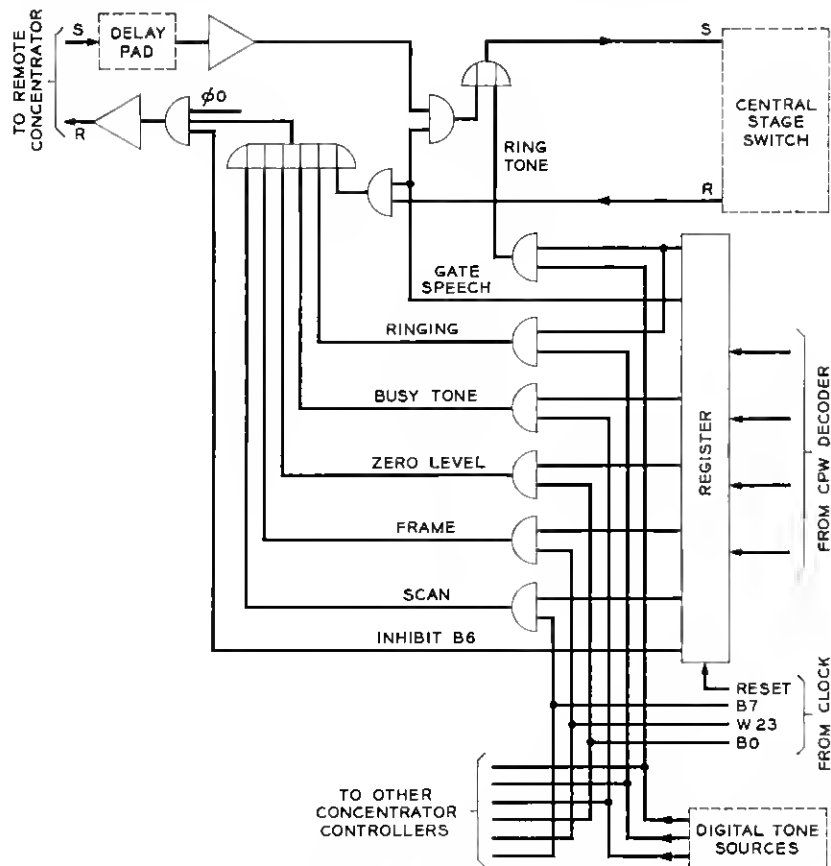 TO REMOTE
CONCENTRATOR
S
DELAY
PAD
R
φ0
S
CENTRAL
STAGE
SWITCH
RING
TONE
R
GATE
SPEECH
RINGING
BUSY TONE
ZERO LEVEL
FRAME
SCAN
INHIBIT B6
REGISTER
FROM CPW DECODER
RESET
B7
W23
B0
FROM CLOCK
TO OTHER
CONCENTRATOR
CONTROLLERS
DIGITAL TONE
SOURCES